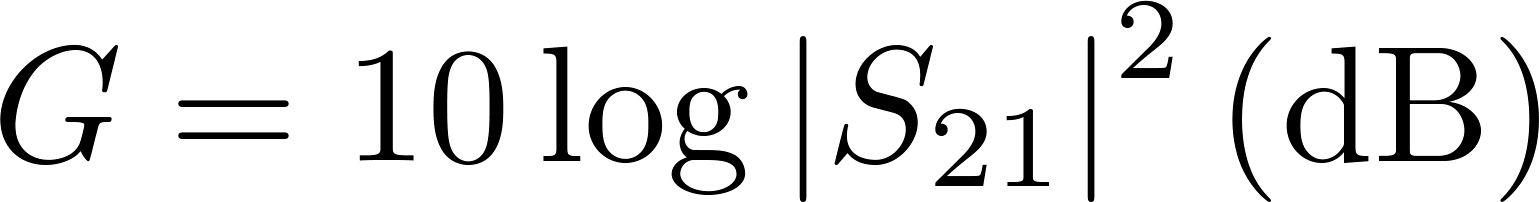 G = 10 log |S₂₁|² (dB)